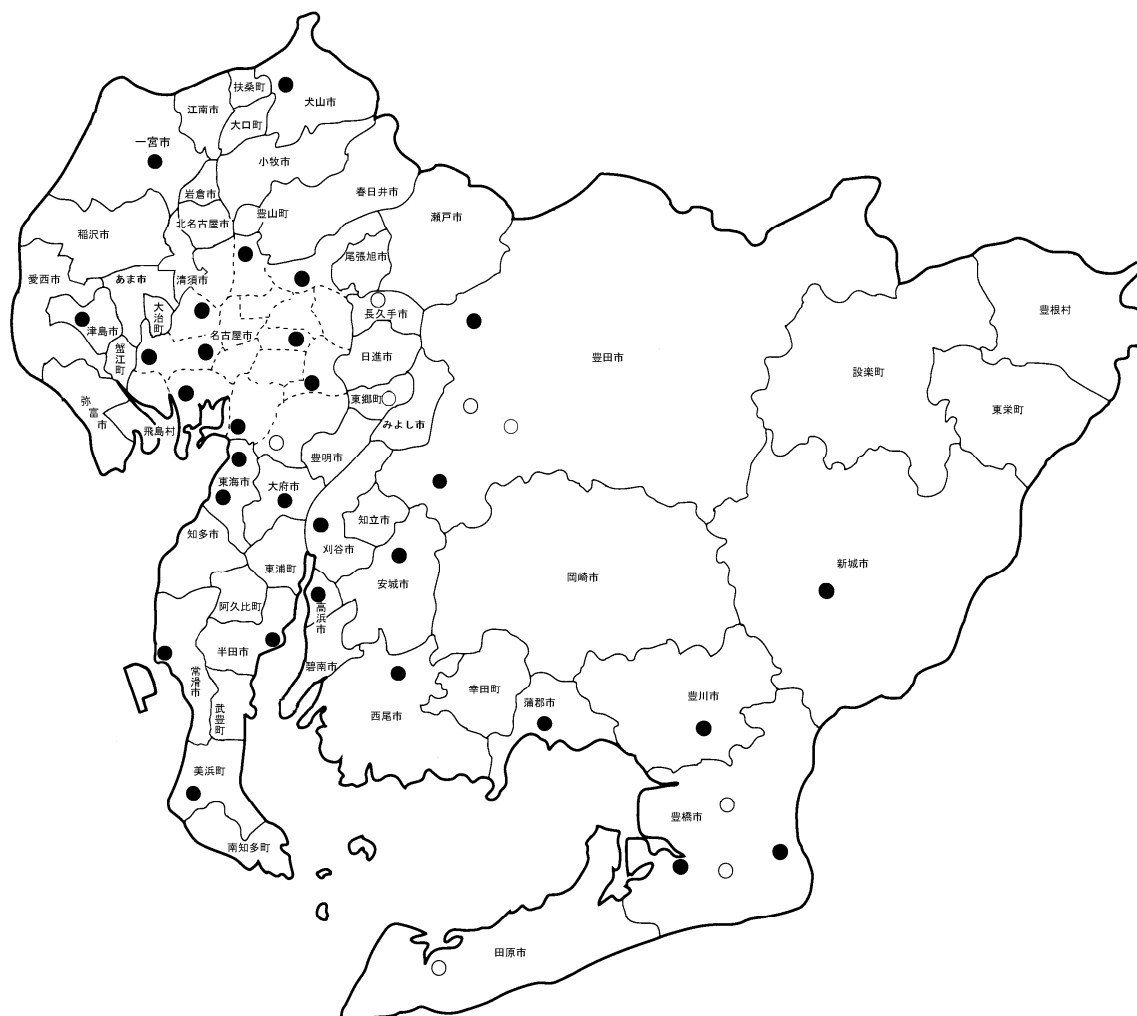 扶桑町
犬山市
江南市
大口町
一宮市
小牧市
岩倉市
春日井市
豊山町
瀬戸市
北名古屋市
稲沢市
尾張旭市
愛西市
あま市
清須市
豊根村
大治町
長久手市
津島市
名古屋市
蟹江町
日進市
豊田市
設楽町
東郷町
弥富市
東栄町
みよし市
飛島村
豊明市
東海市
大府市
知立市
知多市
刈谷市
新城市
東浦町
岡崎市
安城市
阿久比町
高浜市
半田市
碧南市
常滑市
幸田町
豊川市
蒲郡市
武豊町
西尾市
美浜町
豊橋市
南知多町
田原市